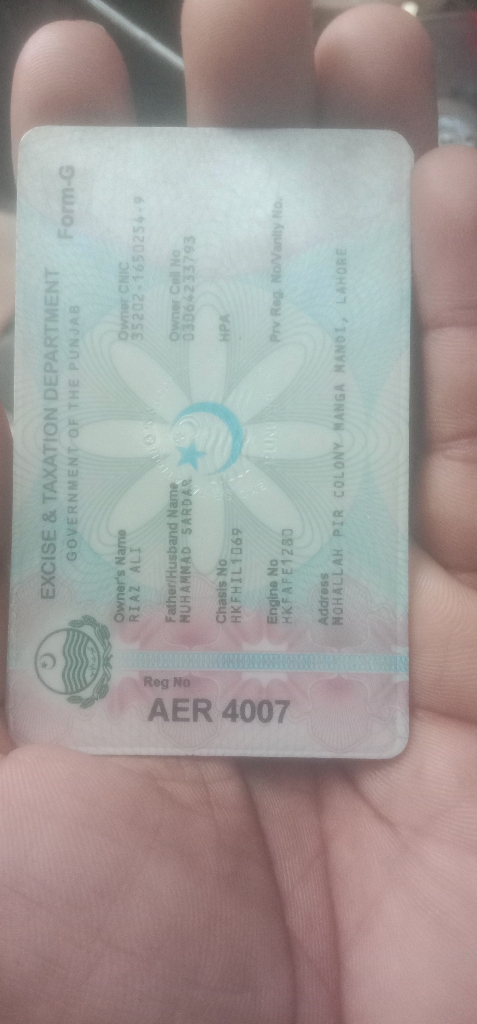 EXCISE & TAXATION DEPARTMENT
GOVERNMENT OF THE PUNJAB
Form-G
Owner's Name
RIAZ ALI
Owner CNIC
35202-1650254-9
Father/Husband Name
MUHAMMAD SARDAR
Owner Cell No
03064233793
Chasis No
HKFHIL1069
HPA
Engine No
HKFAFE1280
Prv Reg. No/Vanity No.
Address
MOHALLAH PIR COLONY MANGA MANDI, LAHORE
Reg No
AER 4007